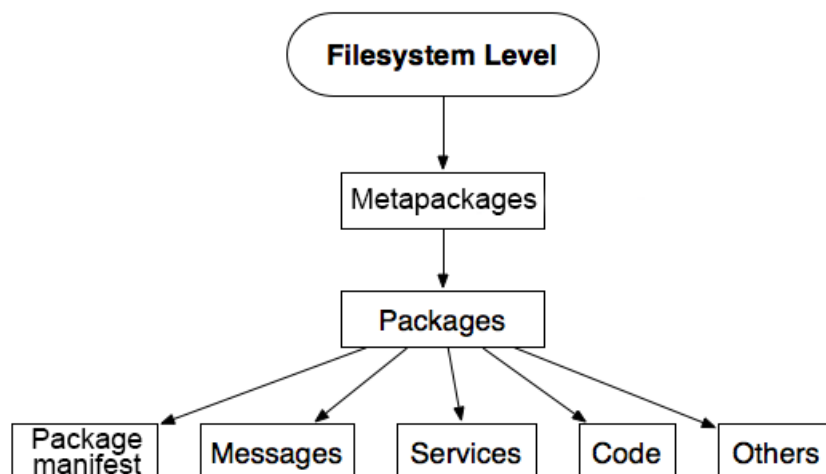 Filesystem Level
Metapackages
Packages
Package
manifest
Messages
Services
Code
Others